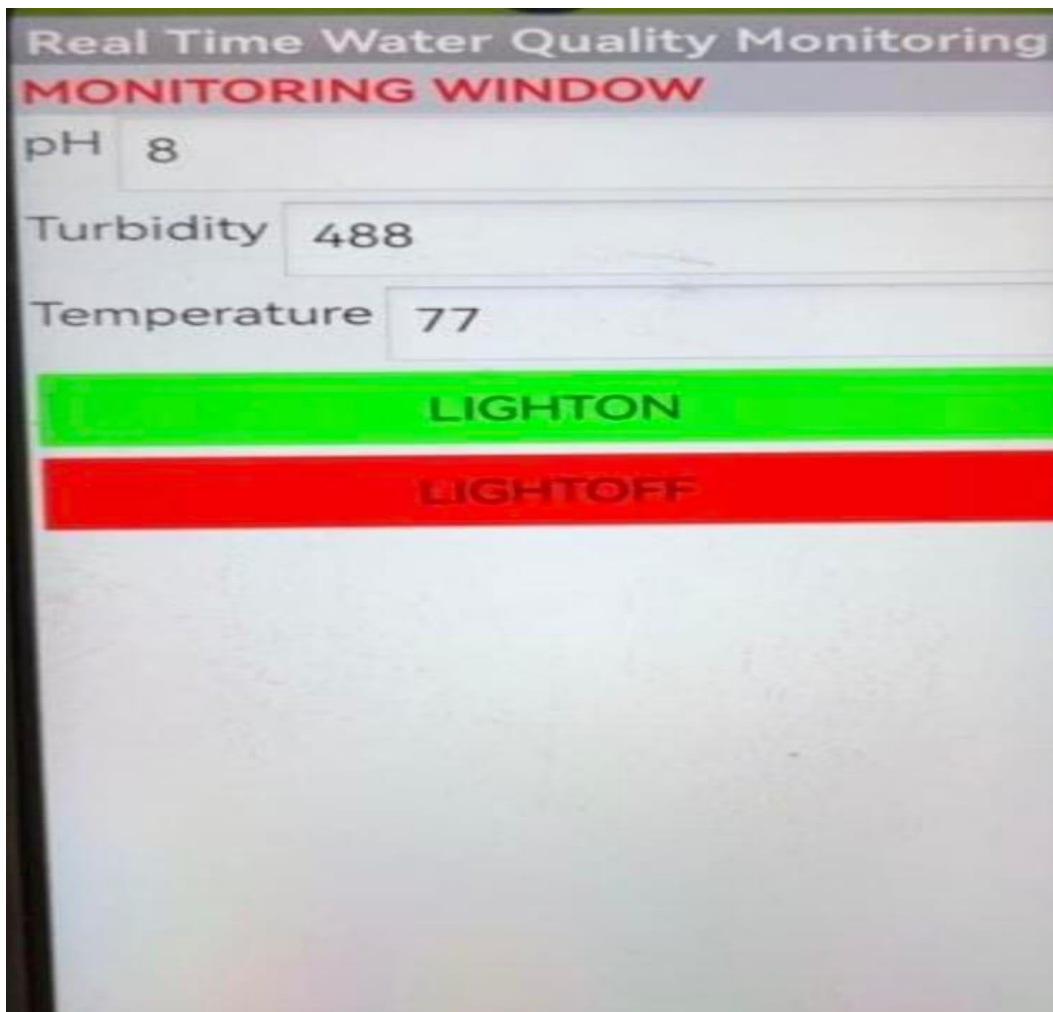 Real Time Water Quality Monitoring
MONITORING WINDOW
pH 8
Turbidity 488
Temperature 77
LIGHTON
LIGHTOFF